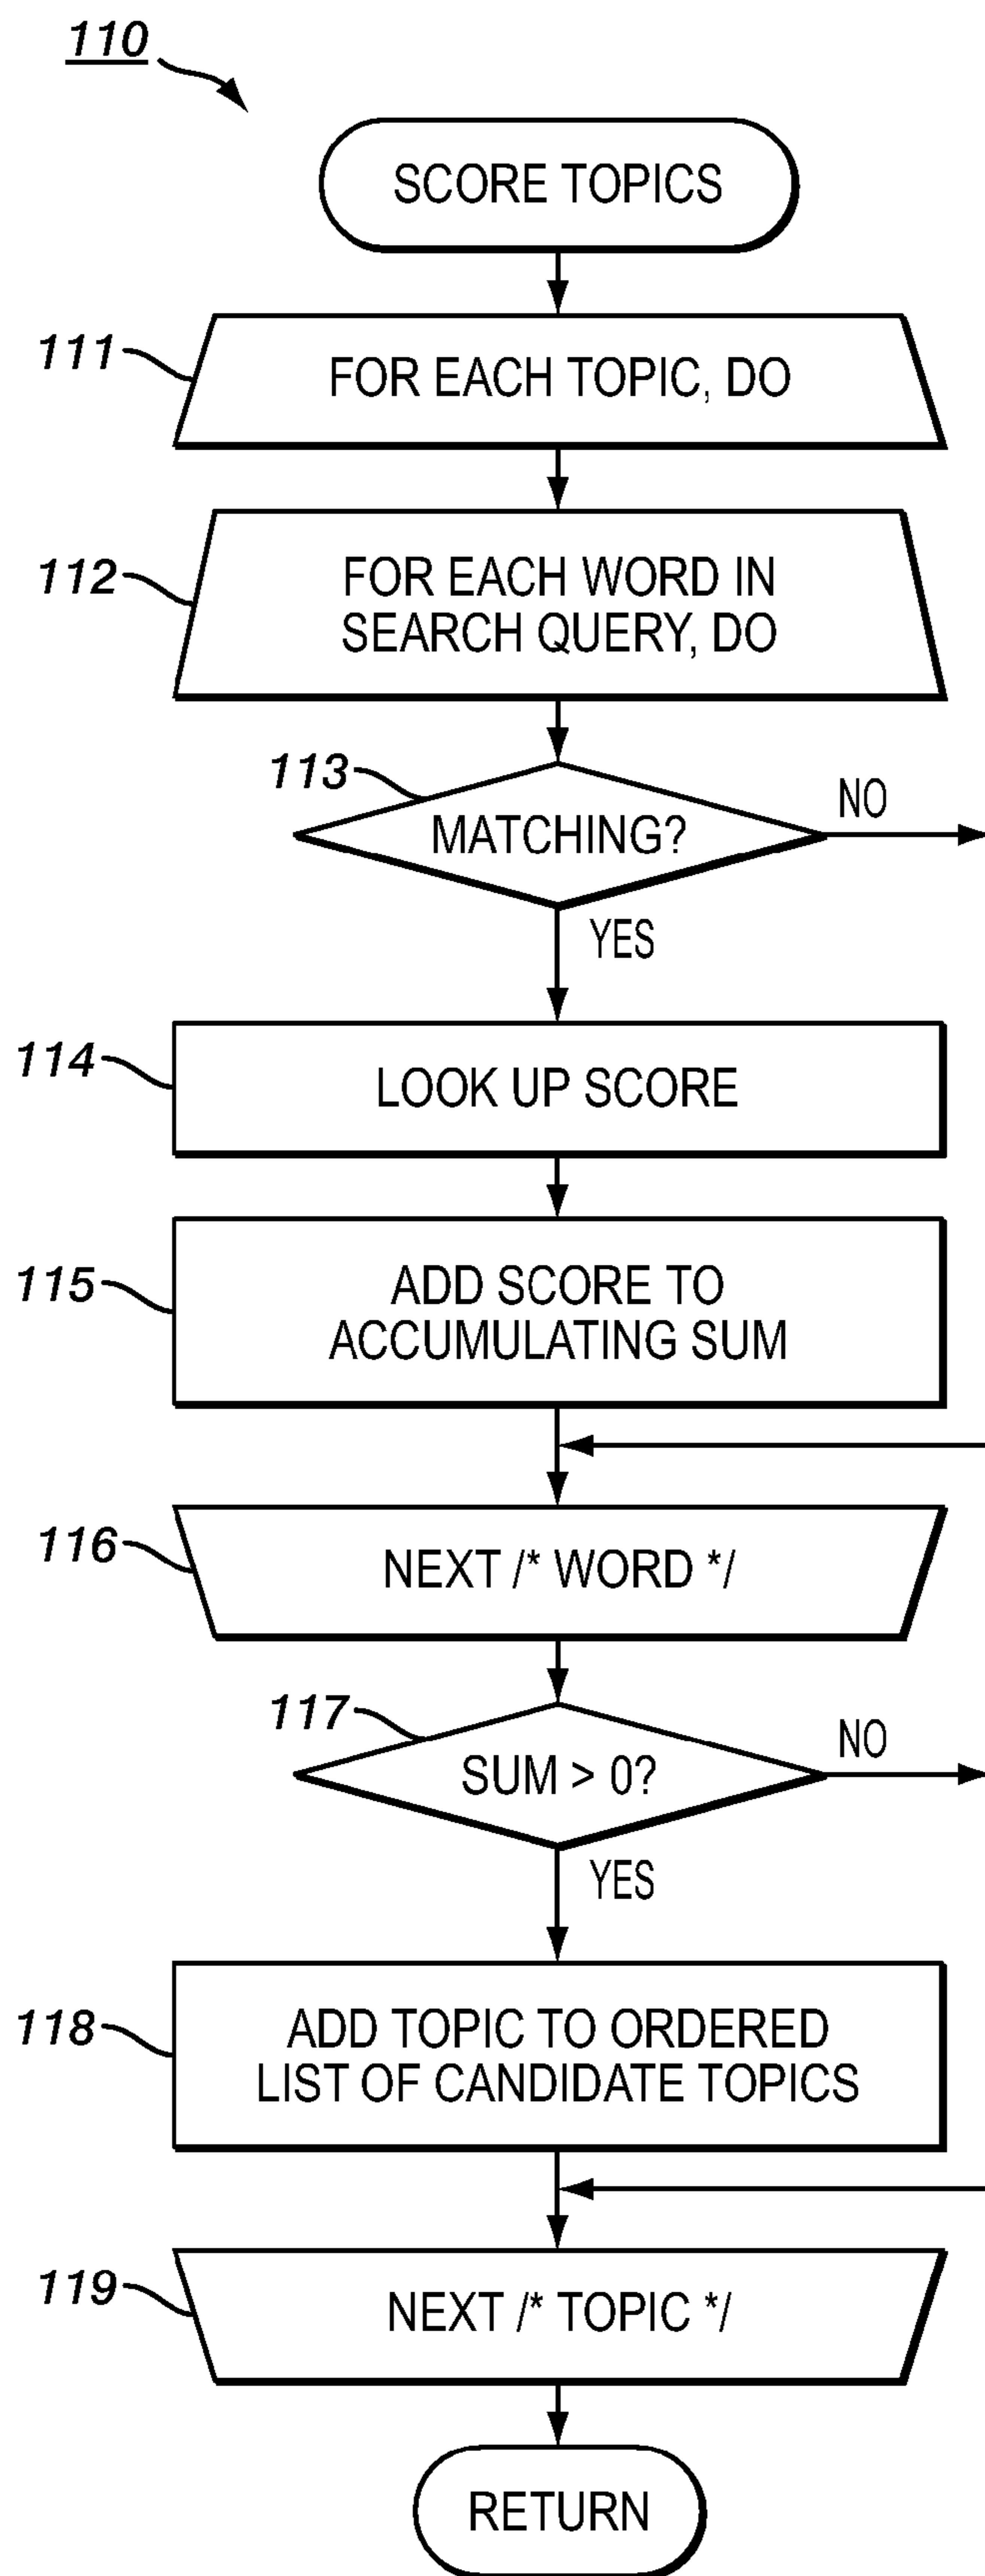 110
SCORE TOPICS
111
FOR EACH TOPIC, DO
112
FOR EACH WORD IN
SEARCH QUERY, DO
113
MATCHING?
NO
YES
114
LOOK UP SCORE
115
ADD SCORE TO
ACCUMULATING SUM
116
NEXT /* WORD */
117
SUM > 0?
NO
YES
118
ADD TOPIC TO ORDERED
LIST OF CANDIDATE TOPICS
119
NEXT /* TOPIC */
RETURN